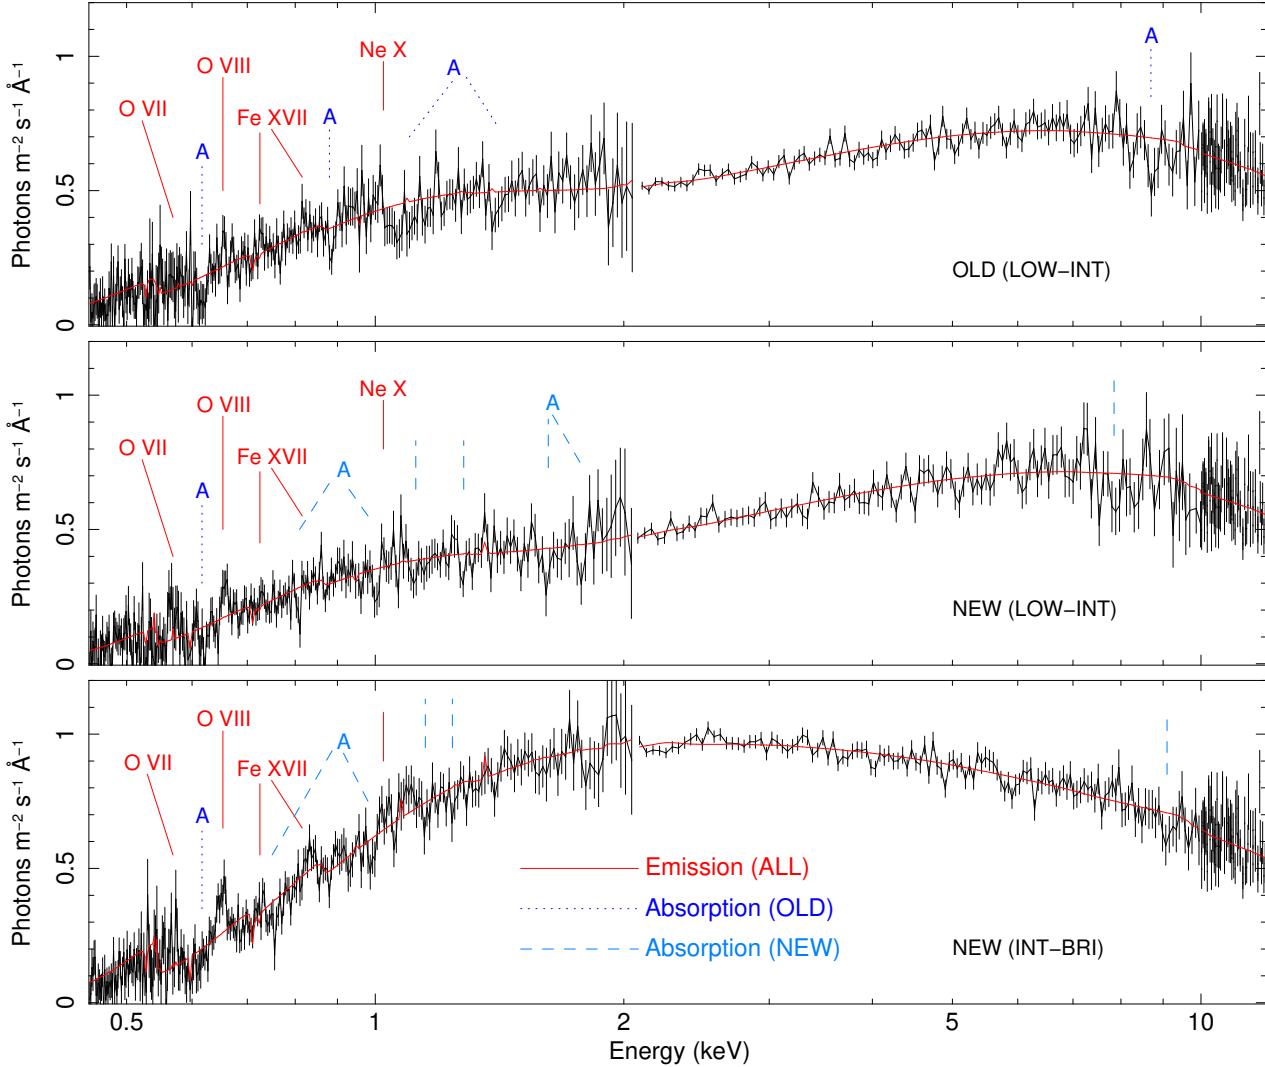 Photons m−2 s−1 Å−1
1
0.5
0
O VII
A
O VIII
Fe XVII
A
Ne X
A
A
OLD (LOW−INT)
Photons m−2 s−1 Å−1
1
0.5
0
O VII
A
O VIII
Fe XVII
A
Ne X
A
NEW (LOW−INT)
Photons m−2 s−1 Å−1
1
0.5
0
O VII
A
O VIII
Fe XVII
A
Emission (ALL)
Absorption (OLD)
Absorption (NEW)
NEW (INT−BRI)
0.5 1 2 5 10
Energy (keV)